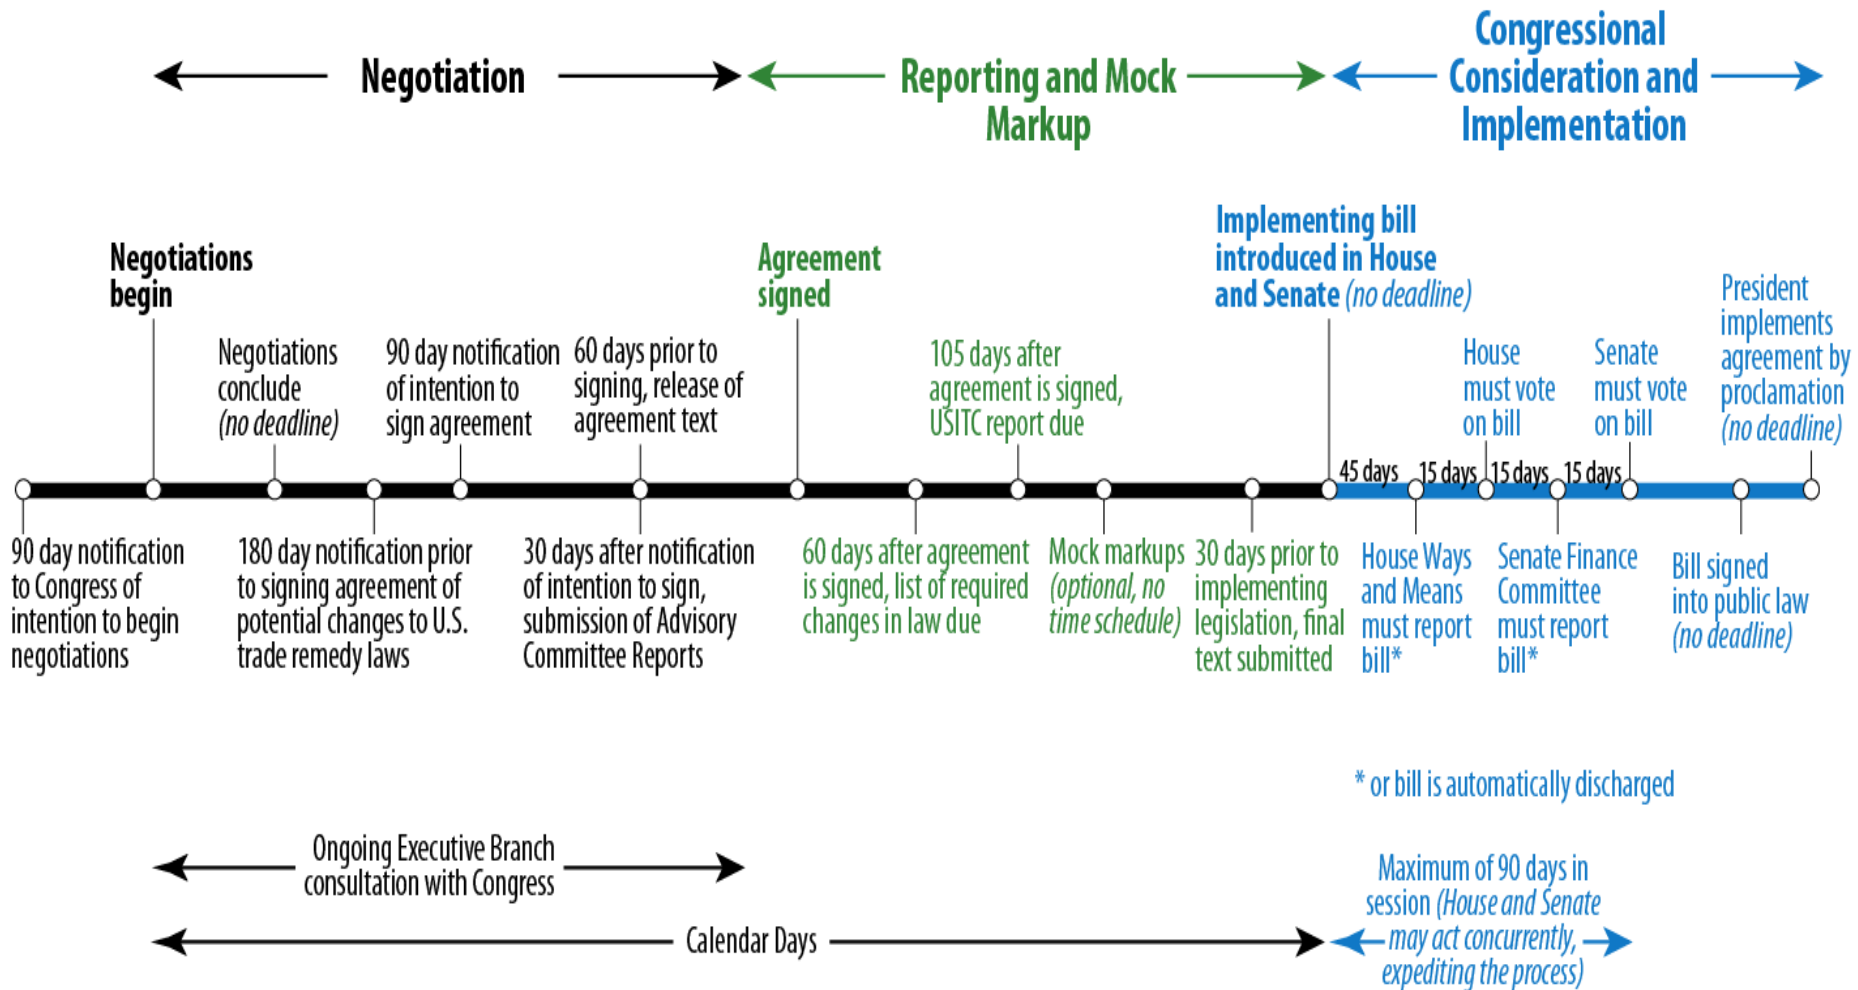 Negotiation
Reporting and Mock
Markup
Congressional
Consideration and
Implementation
Negotiations
begin
Negotiations
conclude
(no deadline)
90 day notification
of intention to
sign agreement
60 days prior to
signing, release of
agreement text
Agreement
signed
105 days after
agreement is signed,
USITC report due
Implementing bill
introduced in House
and Senate (no deadline)
House
must vote
on bill
Senate
must vote
on bill
President
implements
agreement by
proclamation
(no deadline)
45 days
15 days
15 days
15 days
90 day notification
to Congress of
intention to begin
negotiations
180 day notification prior
to signing agreement of
potential changes to U.S.
trade remedy laws
30 days after notification
of intention to sign,
submission of Advisory
Committee Reports
60 days after agreement
is signed, list of required
changes in law due
Mock markups
(optional, no
time schedule)
30 days prior to
implementing
legislation, final
text submitted
House Ways
and Means
must report
bill*
Senate Finance
Committee
must report
bill*
Bill signed
into public law
(no deadline)
* or bill is automatically discharged
Ongoing Executive Branch
consultation with Congress
Calendar Days
Maximum of 90 days in
session (House and Senate
may act concurrently,
expediting the process)